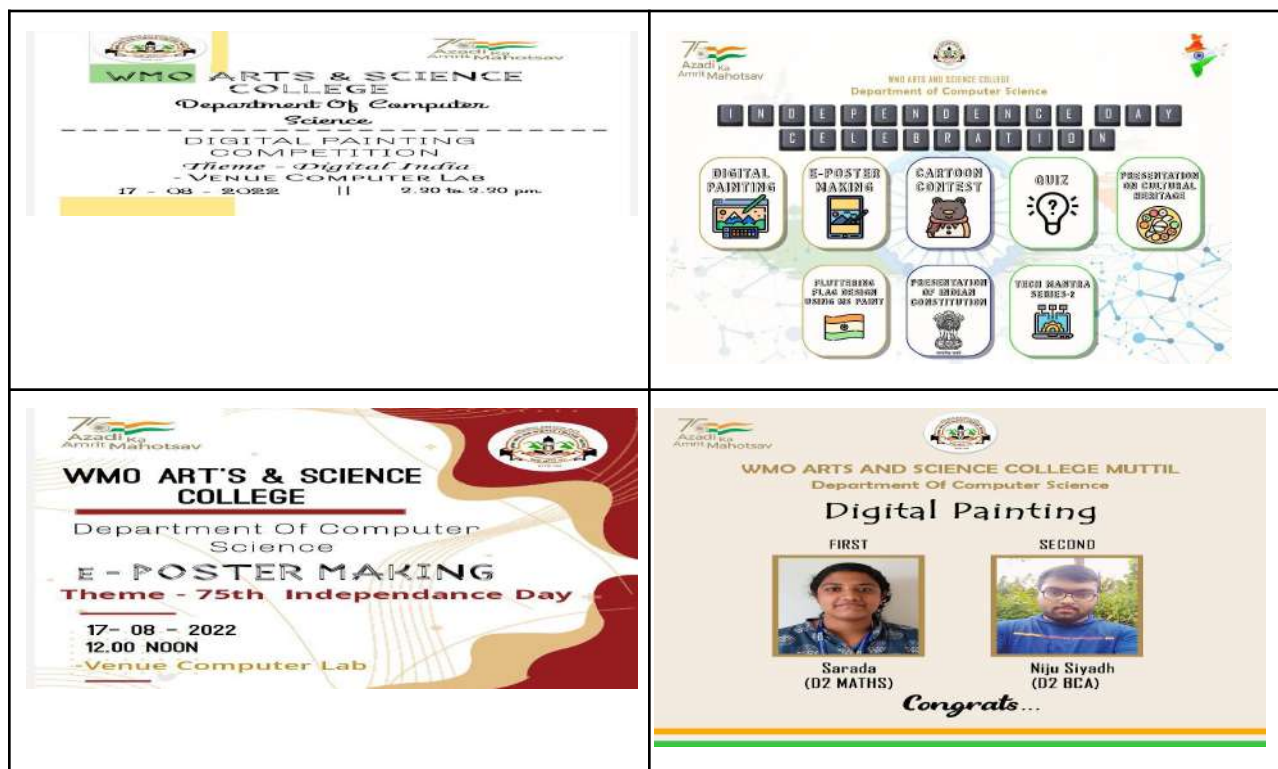 Azadi Ka
Amrit Mahotsav
WMO ARTS & SCIENCE
COLLEGE
Department Of Computer
Science
DIGITAL PAINTING
COMPETITION
Theme - Digital India
- VENUE COMPUTER LAB
17 - 08 - 2022 || 2.20 to 3.20 pm
Azadi Ka
Amrit Mahotsav
WMO ARTS AND SCIENCE COLLEGE
Department of Computer Science
INDEPENDENCE DAY
CELEBRATION
DIGITAL
PAINTING
E-POSTER
MAKING
CARTOON
CONTEST
QUIZ
PRESENTATION
ON CULTURAL
HERITAGE
FLUTTERING
FLAG DESIGN
USING MS PAINT
PRESENTATION
OF INDIAN
CONSTITUTION
TECH MANTRA
SERIES-2
Azadi Ka
Amrit Mahotsav
WMO ART'S & SCIENCE
COLLEGE
Department Of Computer
Science
E - POSTER MAKING
Theme - 75th Independance Day
17- 08 - 2022
12.00 NOON
-Venue Computer Lab
Azadi Ka
Amrit Mahotsav
WMO ARTS AND SCIENCE COLLEGE MUTTIL
Department Of Computer Science
Digital Painting
FIRST
SECOND
Sarada
(D2 MATHS)
Niju Siyadh
(D2 BCA)
Congrats...